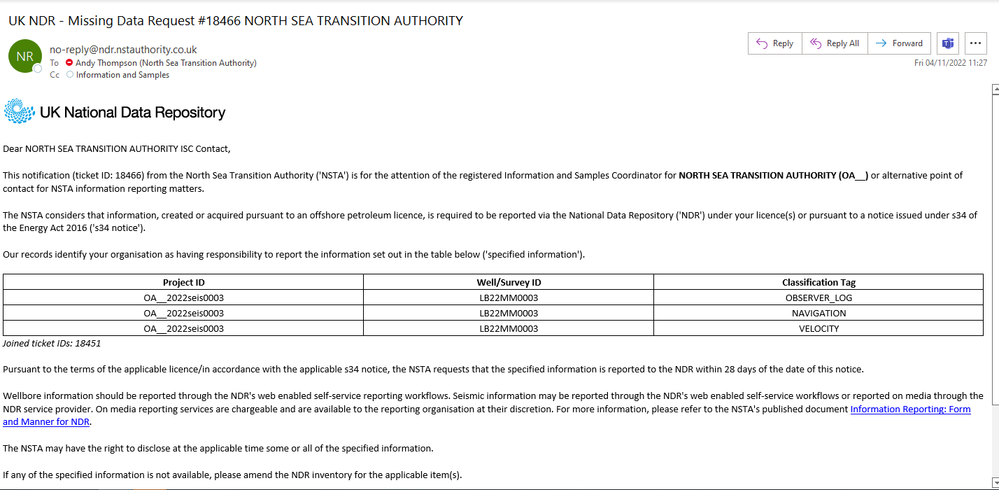 UK NDR - Missing Data Request #18466 NORTH SEA TRANSITION AUTHORITY
NR
no-reply@ndr.nstauthority.co.uk
To Andy Thompson (North Sea Transition Authority)
Cc Information and Samples
Reply
Reply All
Forward
Fri 04/11/2022 11:27
UK National Data Repository
Dear NORTH SEA TRANSITION AUTHORITY ISC Contact,
This notification (ticket ID: 18466) from the North Sea Transition Authority ('NSTA') is for the attention of the registered Information and Samples Coordinator for NORTH SEA TRANSITION AUTHORITY (OA__) or alternative point of
contact for NSTA information reporting matters.
The NSTA considers that information, created or acquired pursuant to an offshore petroleum licence, is required to be reported via the National Data Repository ('NDR') under your licence(s) or pursuant to a notice issued under s34 of
the Energy Act 2016 ('s34 notice').
Our records identify your organisation as having responsibility to report the information set out in the table below ('specified information').
Project ID Well/Survey ID Classification Tag
OA__2022seis0003 LB22MM0003 OBSERVER_LOG
OA__2022seis0003 LB22MM0003 NAVIGATION
OA__2022seis0003 LB22MM0003 VELOCITY
Joined ticket IDs: 18451
Pursuant to the terms of the applicable licence/in accordance with the applicable s34 notice, the NSTA requests that the specified information is reported to the NDR within 28 days of the date of this notice.
Wellbore information should be reported through the NDR's web enabled self-service reporting workflows. Seismic information may be reported through the NDR's web enabled self-service workflows or reported on media through the
NDR service provider. On media reporting services are chargeable and are available to the reporting organisation at their discretion. For more information, please refer to the NSTA's published document Information Reporting: Form
and Manner for NDR.
The NSTA may have the right to disclose at the applicable time some or all of the specified information.
If any of the specified information is not available, please amend the NDR inventory for the applicable item(s).